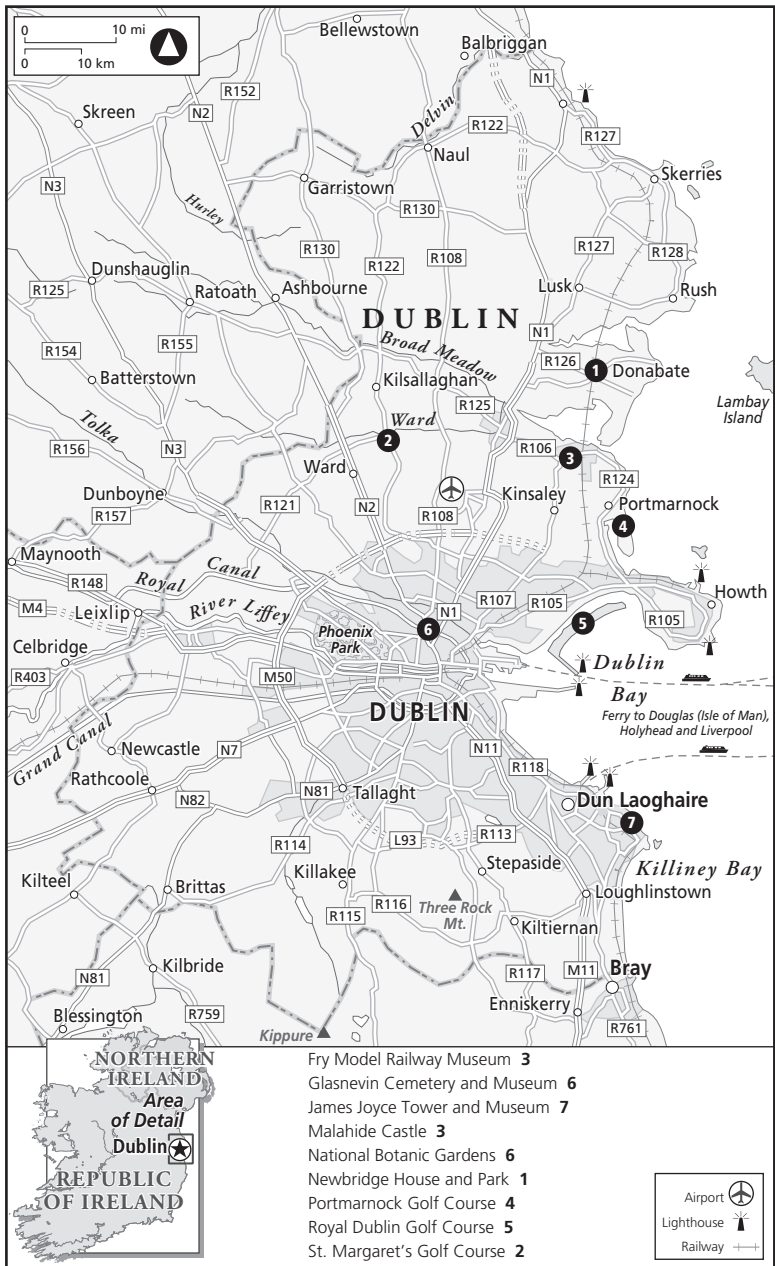 0 10 mi
0 10 km
Bellewstown
Balbriggan
R152
N1
Skreen
N2
Delvin
R122
R127
Naul
N3
Skerries
Garristown
Hurley
R130
R130
R127
R122
R108
R128
Dunshauglin
Lusk
Rush
R125
Ratoath
Ashbourne
DUBLIN
N1
R154
R155
Broad Meadow
R126
1
Donabate
Batterstown
Kilsallaghan
Lambay
Island
R125
Tolka
Ward
2
R156
N3
R106
3
Ward
R124
Dunboyne
Kinsaley
R121
N2
R108
Portmarnock
R157
4
Maynooth
Royal Canal
R148
Howth
M4
Leixlip
River Liffey
N1
R107
R105
R105
5
Phoenix
Park
6
Celbridge
Dublin
R403
M50
Bay
DUBLIN
Ferry to Douglas (Isle of Man),
Holyhead and Liverpool
Grand Canal
Newcastle
N7
N11
R118
Rathcoole
N82
N81
Tallaght
Dun Laoghaire
7
R114
L93
R113
Killakee
Stepaside
Killiney Bay
Kilteel
Brittas
R116
Three Rock
Mt.
Loughlinstown
R115
Kiltiernan
N81
Kilbride
R117
M11
Bray
Enniskerry
Blessington
R759
R761
Kippure
NORTHERN
IRELAND
Area
of Detail
Dublin
REPUBLIC
OF IRELAND
Fry Model Railway Museum 3
Glasnevin Cemetery and Museum 6
James Joyce Tower and Museum 7
Malahide Castle 3
National Botanic Gardens 6
Newbridge House and Park 1
Portmarnock Golf Course 4
Royal Dublin Golf Course 5
St. Margaret's Golf Course 2
Airport
Lighthouse
Railway